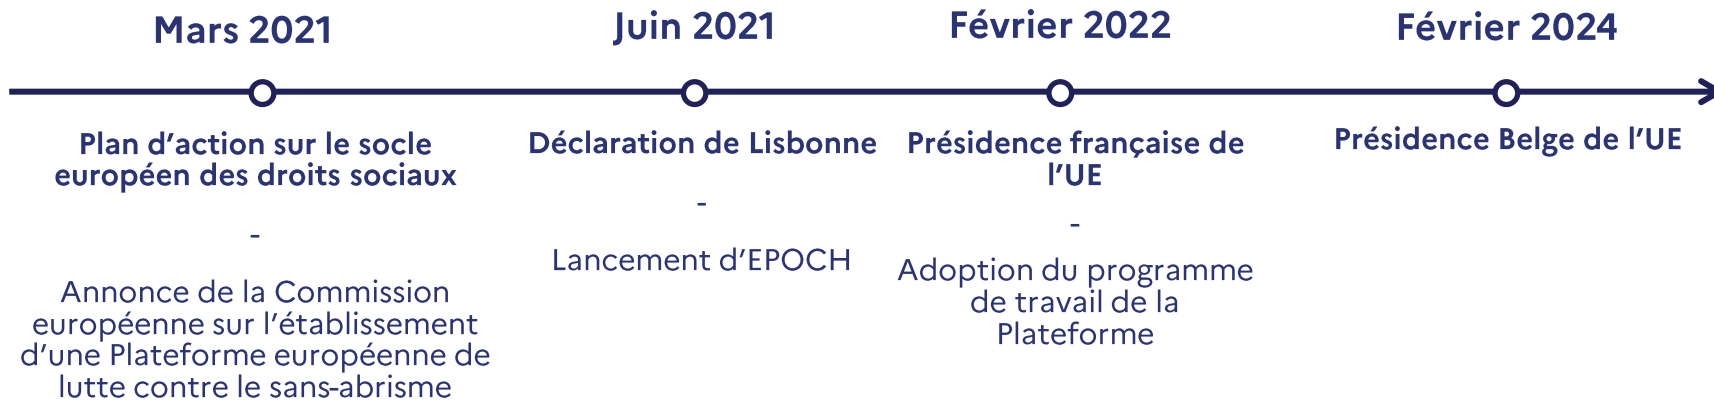 Mars 2021
Plan d’action sur le socle
européen des droits sociaux
-
Annonce de la Commission
européenne sur l’établissement
d’une Plateforme européenne de
lutte contre le sans-abrisme
Juin 2021
Déclaration de Lisbonne
-
Lancement d’EPOCH
Février 2022
Présidence française de
l’UE
-
Adoption du programme
de travail de la
Plateforme
Février 2024
Présidence Belge de l’UE